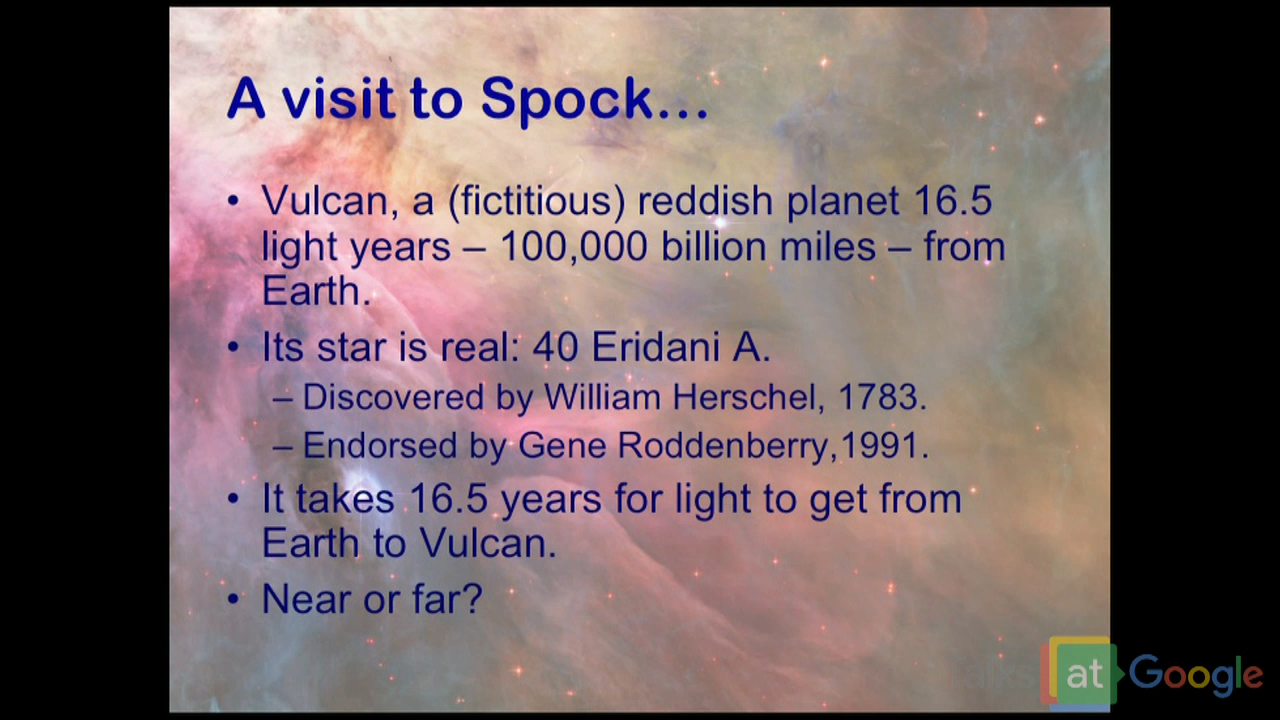 A visit to Spock...
• Vulcan, a (fictitious) reddish planet 16.5
light years – 100,000 billion miles – from
Earth.
• Its star is real: 40 Eridani A.
– Discovered by William Herschel, 1783.
– Endorsed by Gene Roddenberry,1991.
• It takes 16.5 years for light to get from
Earth to Vulcan.
• Near or far?
at Google